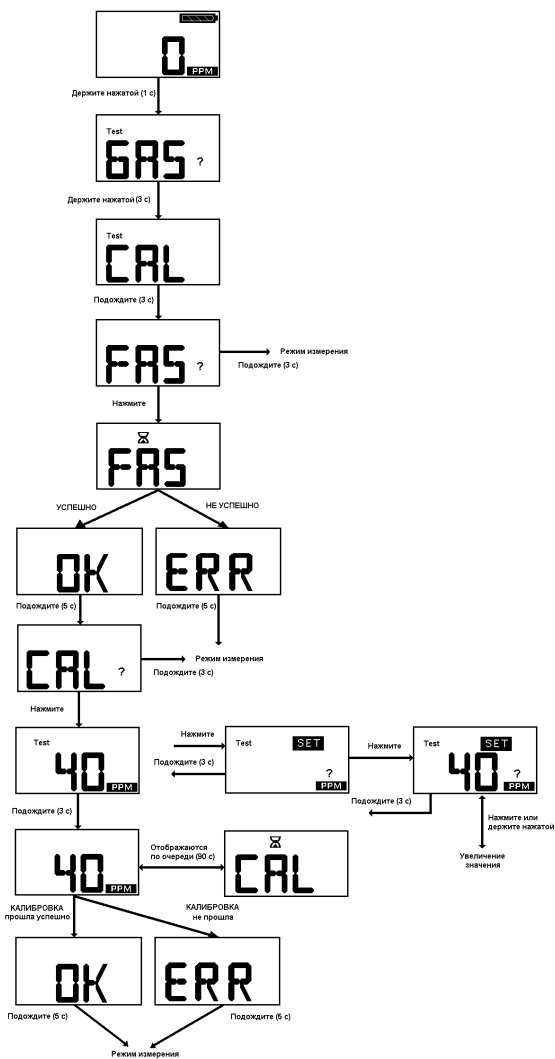 0
PPM
Держите нажатой (1 с)
Test
GAS ?
Держите нажатой (3 с)
Test
CAL
Подождите (3 с)
FAS ?
Режим измерения
Подождите (3 с)
Нажмите
FAS
УСПЕШНО
НЕ УСПЕШНО
OK
ERR
Подождите (5 с)
Подождите (5 с)
CAL ?
Режим измерения
Подождите (3 с)
Нажмите
Test
40
PPM
Нажмите
Подождите (3 с)
Test SET
?
PPM
Нажмите
Test SET
40 ?
PPM
Подождите (3 с)
Нажмите или
держите нажатой
Увеличение
значения
Подождите (3 с)
40
PPM
Отображаются
по очереди (90 с)
CAL
КАЛИБРОВКА
прошла успешно
КАЛИБРОВКА
не прошла
OK
ERR
Подождите (5 с)
Подождите (5 с)
Режим измерения